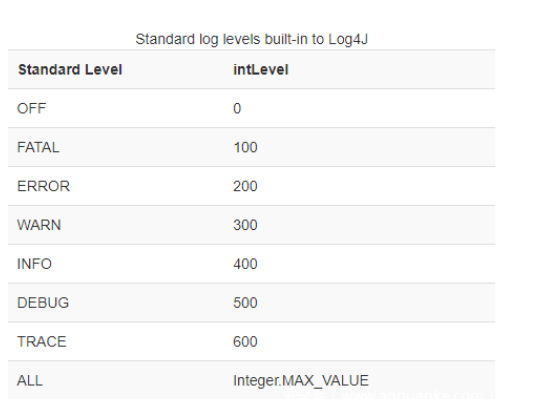 Standard log levels built-in to Log4J
Standard Level intLevel
OFF 0
FATAL 100
ERROR 200
WARN 300
INFO 400
DEBUG 500
TRACE 600
ALL Integer.MAX_VALUE